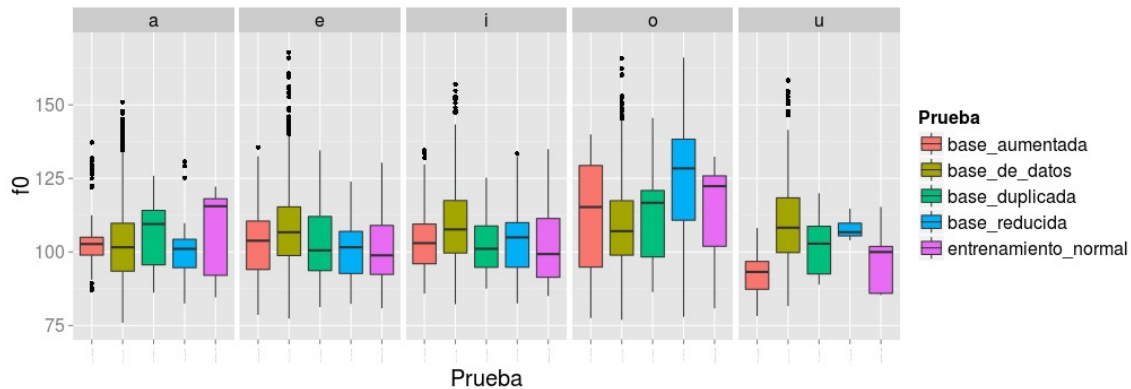 a e i o u
f0
150
125
100
75
Prueba
Prueba
base_aumentada
base_de_datos
base_duplicada
base_reducida
entrenamiento_normal